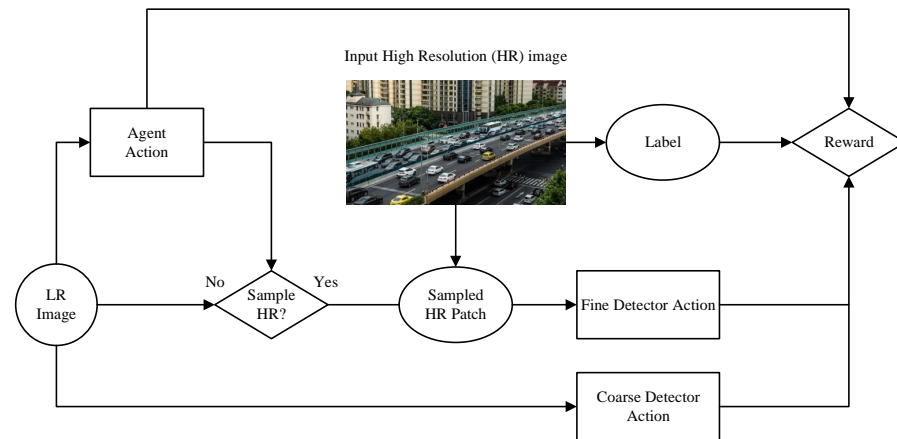 Input High Resolution (HR) image
Agent
Action
Label
Reward
No
Yes
LR
Image
Sample
HR?
Sampled
HR Patch
Fine Detector Action
Coarse Detector
Action